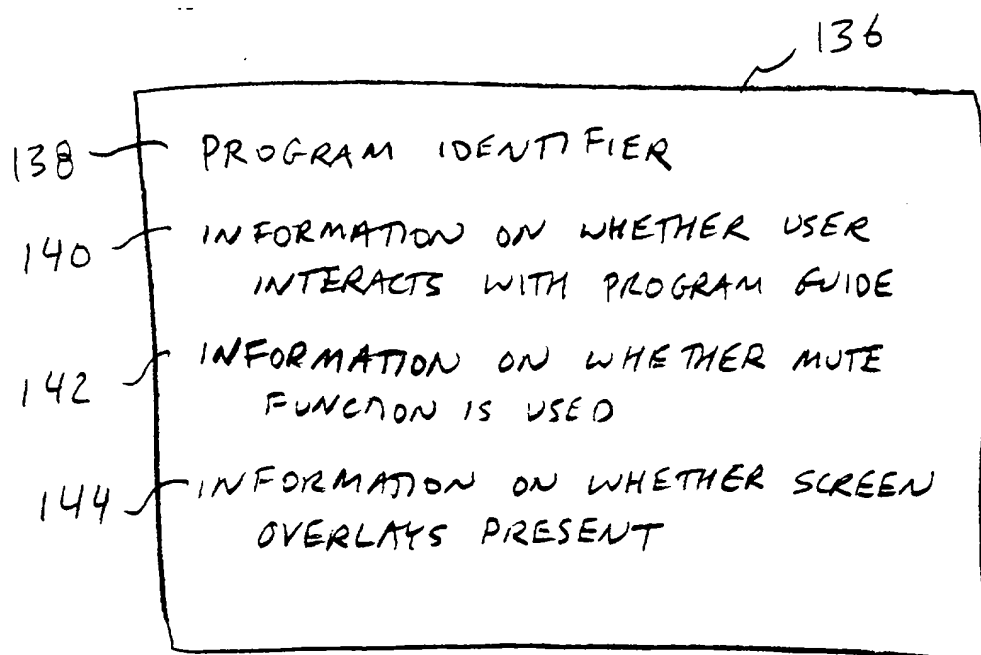 136
138 PROGRAM IDENTIFIER
140 INFORMATION ON WHETHER USER
INTERACTS WITH PROGRAM GUIDE
142 INFORMATION ON WHETHER MUTE
FUNCTION IS USED
144 INFORMATION ON WHETHER SCREEN
OVERLAYS PRESENT